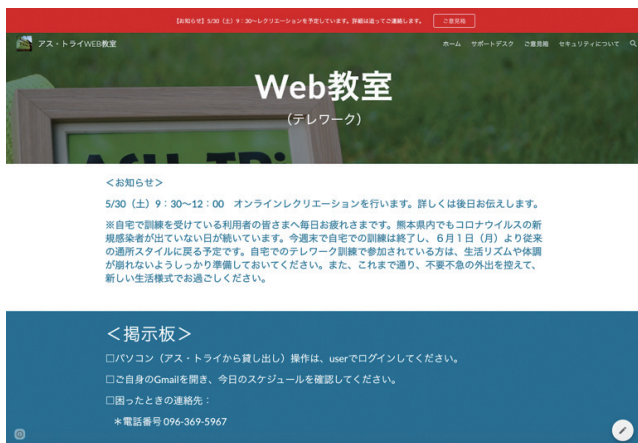 【お知らせ】5/30（土）9：30〜レクリエーションを予定しています。詳細は追ってご連絡します。
ご意見箱
アス・トライWEB教室
ホーム サポートデスク ご意見箱 セキュリティについて
Web教室
（テレワーク）
ASU-TRI
＜お知らせ＞
5/30（土）9：30〜12：00 オンラインレクリエーションを行います。詳しくは後日お伝えします。
※自宅で訓練を受けている利用者の皆さまへ毎日お疲れさまです。熊本県内でもコロナウイルスの新
規感染者が出ていない日が続いています。今週末で自宅での訓練は終了し、６月１日（月）より従来
の通所スタイルに戻る予定です。自宅でのテレワーク訓練で参加されている方は、生活リズムや体調
が崩れないようしっかり準備しておいてください。また、これまで通り、不要不急の外出を控えて、
新しい生活様式でお過ごしください。
＜掲示板＞
□パソコン（アス・トライから貸し出し）操作は、userでログインしてください。
□ご自身のGmailを開き、今日のスケジュールを確認してください。
□困ったときの連絡先：
＊電話番号 096-369-5967